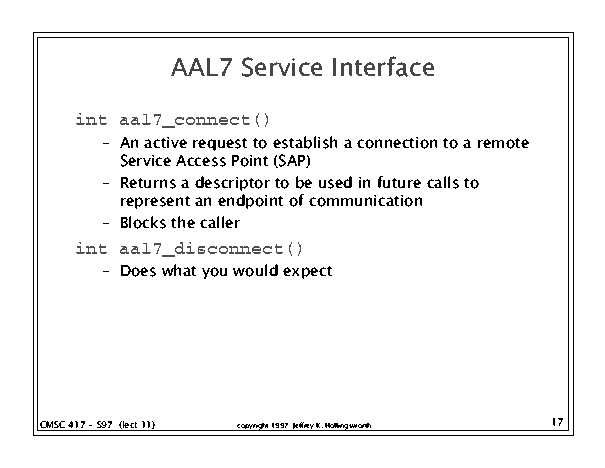 AAL7 Service Interface
int aal7_connect()
– An active request to establish a connection to a remote
Service Access Point (SAP)
– Returns a descriptor to be used in future calls to
represent an endpoint of communication
– Blocks the caller
int aal7_disconnect()
– Does what you would expect
CMSC 417 - S97 (lect 11)
copyright 1997 Jeffrey K. Hollingsworth
17